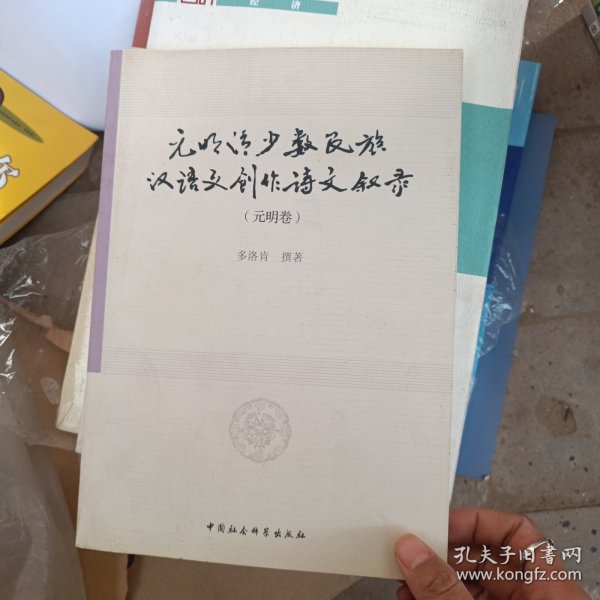 经济
元明清少数民族
汉语文创作诗文叙录
（元明卷）
多洛肯 撰著
中国社会科学出版社
孔夫子旧书网
www.kongfz.com